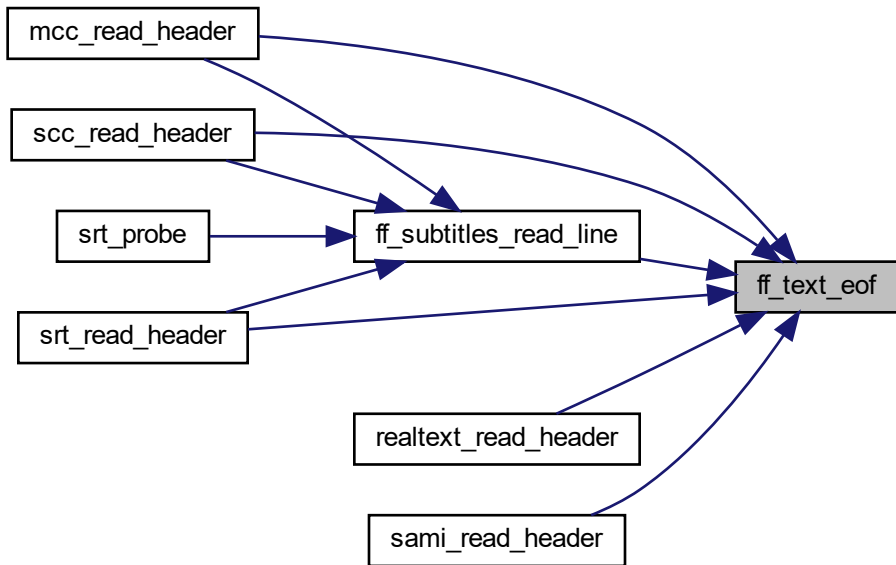 mcc_read_header
scc_read_header
srt_probe
ff_subtitles_read_line
ff_text_eof
srt_read_header
realtext_read_header
sami_read_header